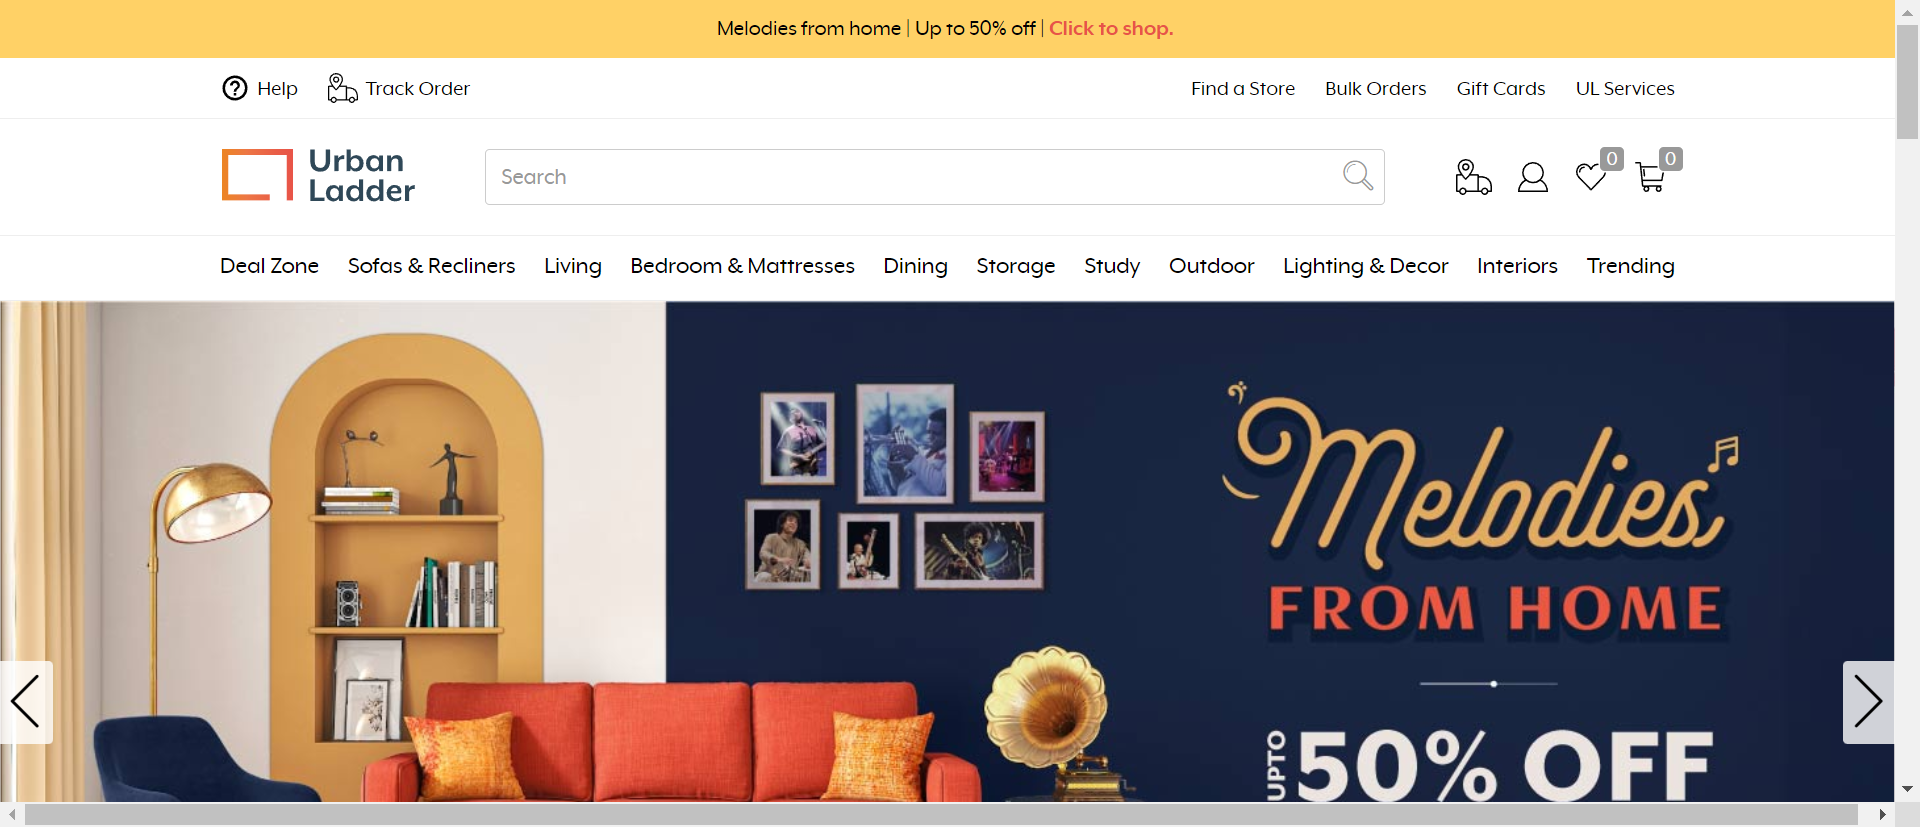 Melodies from home | Up to 50% off | Click to shop.
Help Track Order Find a Store Bulk Orders Gift Cards UL Services
Urban
Ladder
Search
0 0
Deal Zone Sofas & Recliners Living Bedroom & Mattresses Dining Storage Study Outdoor Lighting & Decor Interiors Trending
Melodies
FROM HOME
UPTO 50% OFF